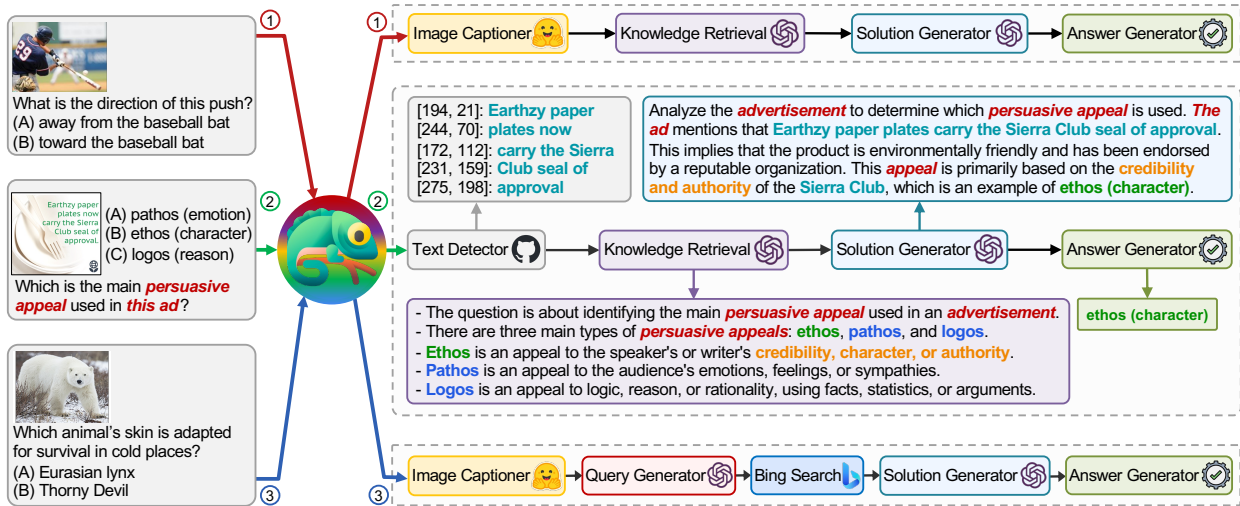 29
What is the direction of this push?
(A) away from the baseball bat
(B) toward the baseball bat
Earthzy paper
plates now
carry the Sierra
Club seal of
approval.
(A) pathos (emotion)
(B) ethos (character)
(C) logos (reason)
Which is the main persuasive
appeal used in this ad?
Which animal's skin is adapted
for survival in cold places?
(A) Eurasian lynx
(B) Thorny Devil
1
2
3
1
2
3
Image Captioner
Knowledge Retrieval
Solution Generator
Answer Generator
[194, 21]: Earthzy paper
[244, 70]: plates now
[172, 112]: carry the Sierra
[231, 159]: Club seal of
[275, 198]: approval
Analyze the advertisement to determine which persuasive appeal is used. The
ad mentions that Earthzy paper plates carry the Sierra Club seal of approval.
This implies that the product is environmentally friendly and has been endorsed
by a reputable organization. This appeal is primarily based on the credibility
and authority of the Sierra Club, which is an example of ethos (character).
Text Detector
Knowledge Retrieval
Solution Generator
Answer Generator
- The question is about identifying the main persuasive appeal used in an advertisement.
- There are three main types of persuasive appeals: ethos, pathos, and logos.
- Ethos is an appeal to the speaker's or writer's credibility, character, or authority.
- Pathos is an appeal to the audience's emotions, feelings, or sympathies.
- Logos is an appeal to logic, reason, or rationality, using facts, statistics, or arguments.
ethos (character)
Image Captioner
Query Generator
Bing Search
Solution Generator
Answer Generator